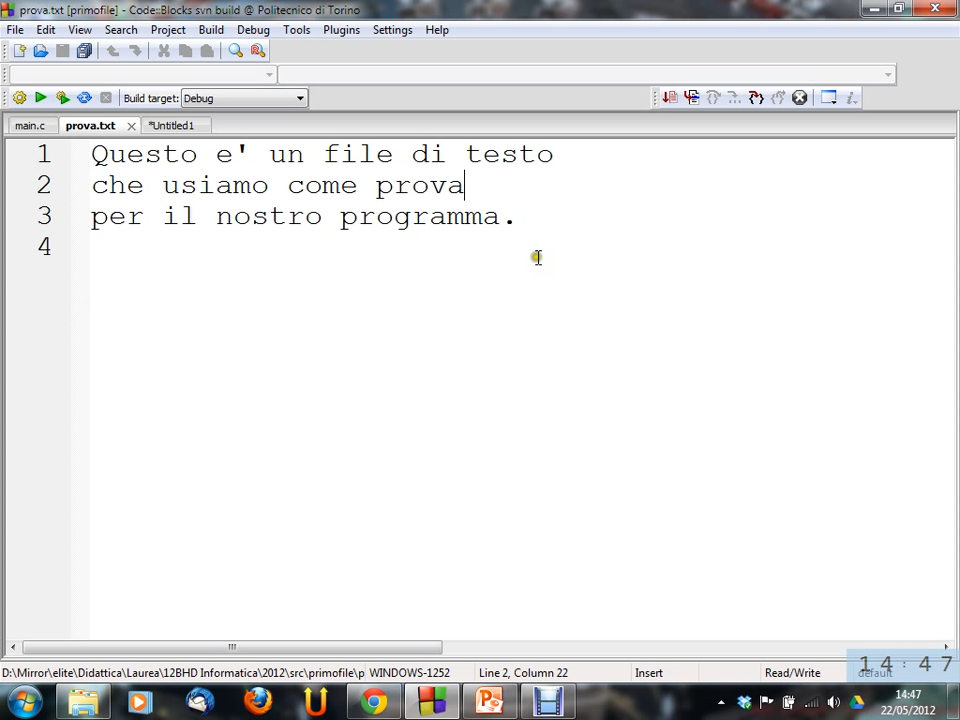 prova.txt [primofile] - Code::Blocks svn build @ Politecnico di Torino
File Edit View Search Project Build Debug Tools Plugins Settings Help
Build target: Debug
main.c prova.txt *Untitled1
1 Questo e' un file di testo
2 che usiamo come prova
3 per il nostro programma.
4
D:\Mirror\elite\Didattica\Laurea\12BHD Informatica\2012\src\primofile\p WINDOWS-1252 Line 2, Column 22 Insert Read/Write default
14:47
14:47
22/05/2012